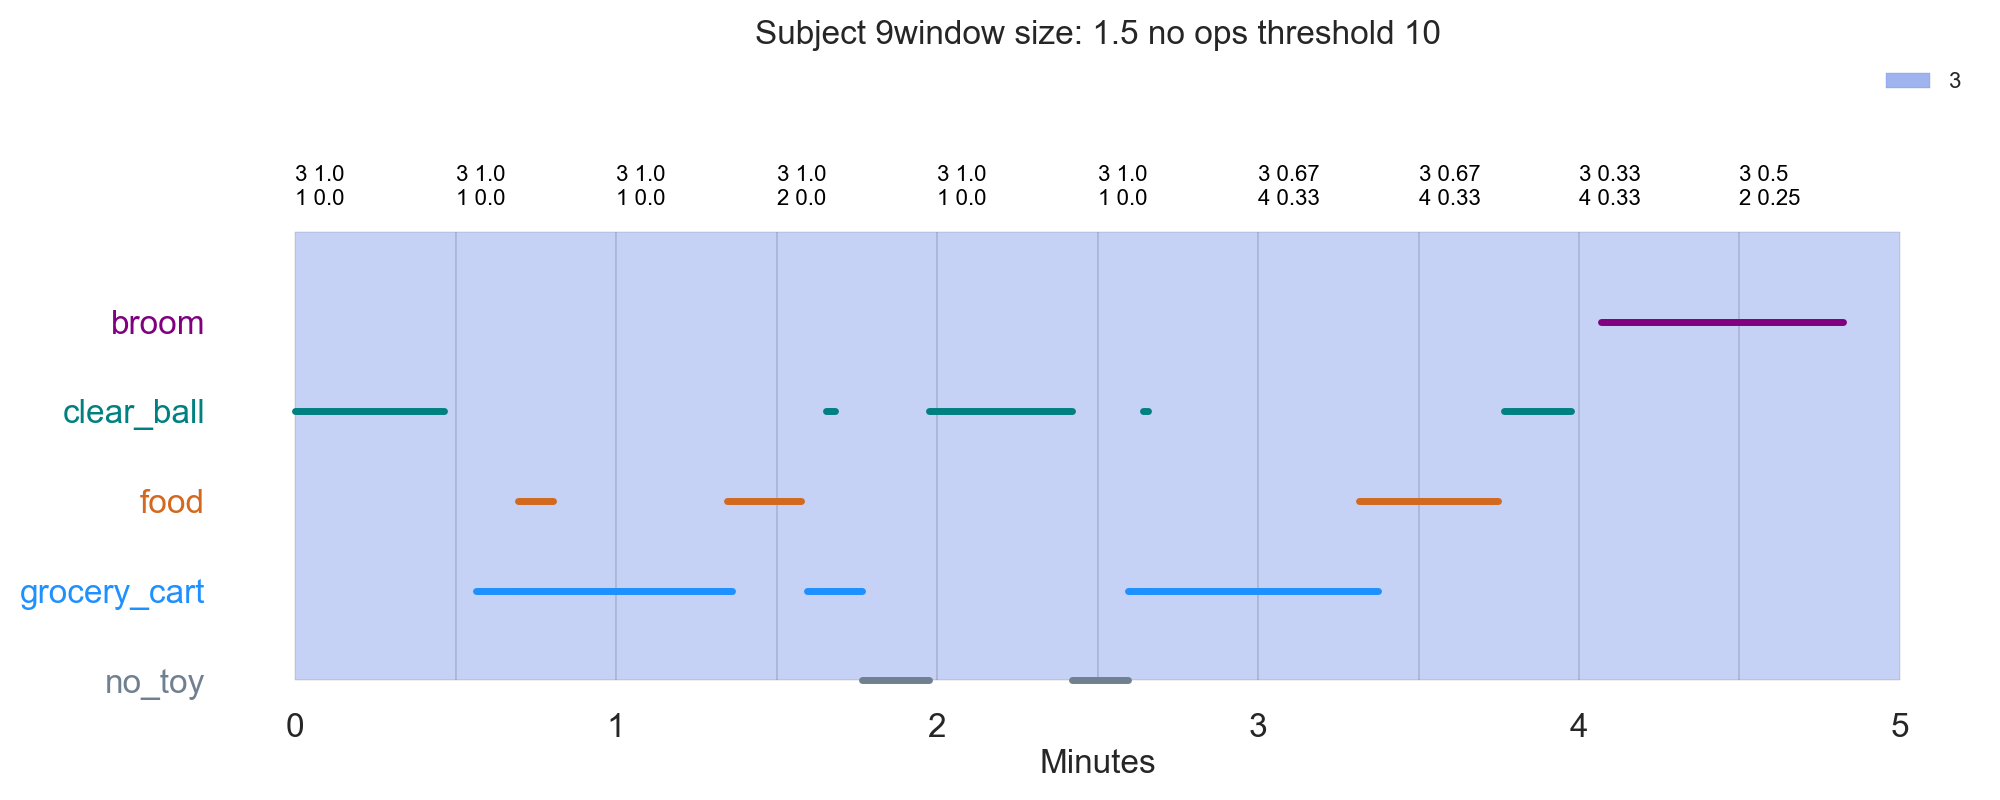 Subject 9window size: 1.5 no ops threshold 10
3
3 1.0 3 1.0 3 1.0 3 1.0 3 1.0 3 1.0 3 0.67 3 0.67 3 0.33 3 0.5
1 0.0 1 0.0 1 0.0 2 0.0 1 0.0 1 0.0 4 0.33 4 0.33 4 0.33 2 0.25
broom
clear_ball
food
grocery_cart
no_toy
0 1 2 3 4 5
Minutes